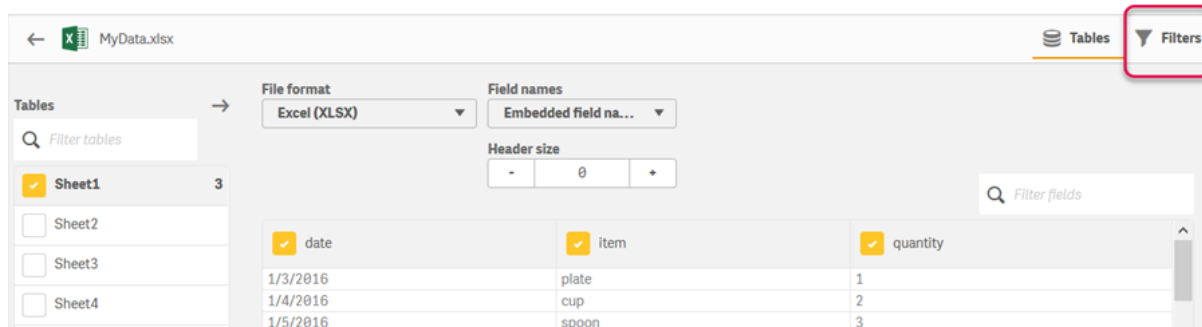 MyData.xlsx
Tables
Filters
Tables
Filter tables
Sheet1 3
Sheet2
Sheet3
Sheet4
File format
Excel (XLSX)
Field names
Embedded field na...
Header size
- 0 +
Filter fields
date item quantity
1/3/2016 plate 1
1/4/2016 cup 2
1/5/2016 spoon 3